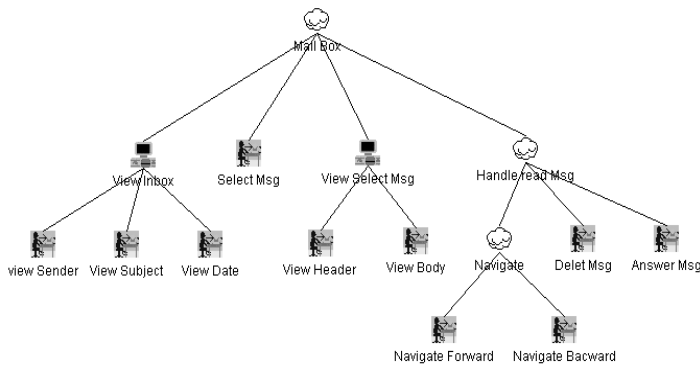 Mail Box
View Inbox
Select Msg
View Select Msg
Handle read Msg
view Sender
View Subject
View Date
View Header
View Body
Navigate
Delet Msg
Answer Msg
Navigate Forward
Navigate Bacward